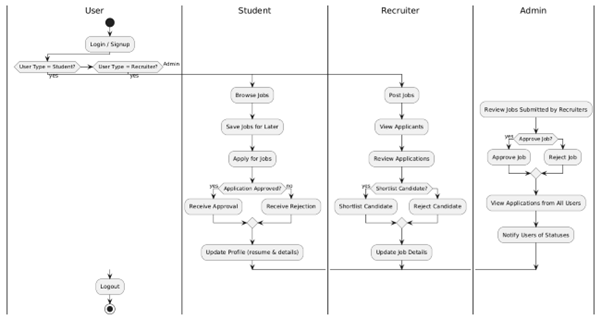 User
Student
Recruiter
Admin
Login / Signup
User Type = Student?
User Type = Recruiter?
Admin
yes
yes
Browse Jobs
Save Jobs for Later
Apply for Jobs
yes
Application Approved?
no
Receive Approval
Receive Rejection
Update Profile (resume & details)
Post Jobs
View Applicants
Review Applications
yes
Shortlist Candidate?
Shortlist Candidate
Reject Candidate
Update Job Details
Review Jobs Submitted by Recruiters
yes
Approve Job?
Approve Job
Reject Job
View Applications from All Users
Notify Users of Statuses
Logout